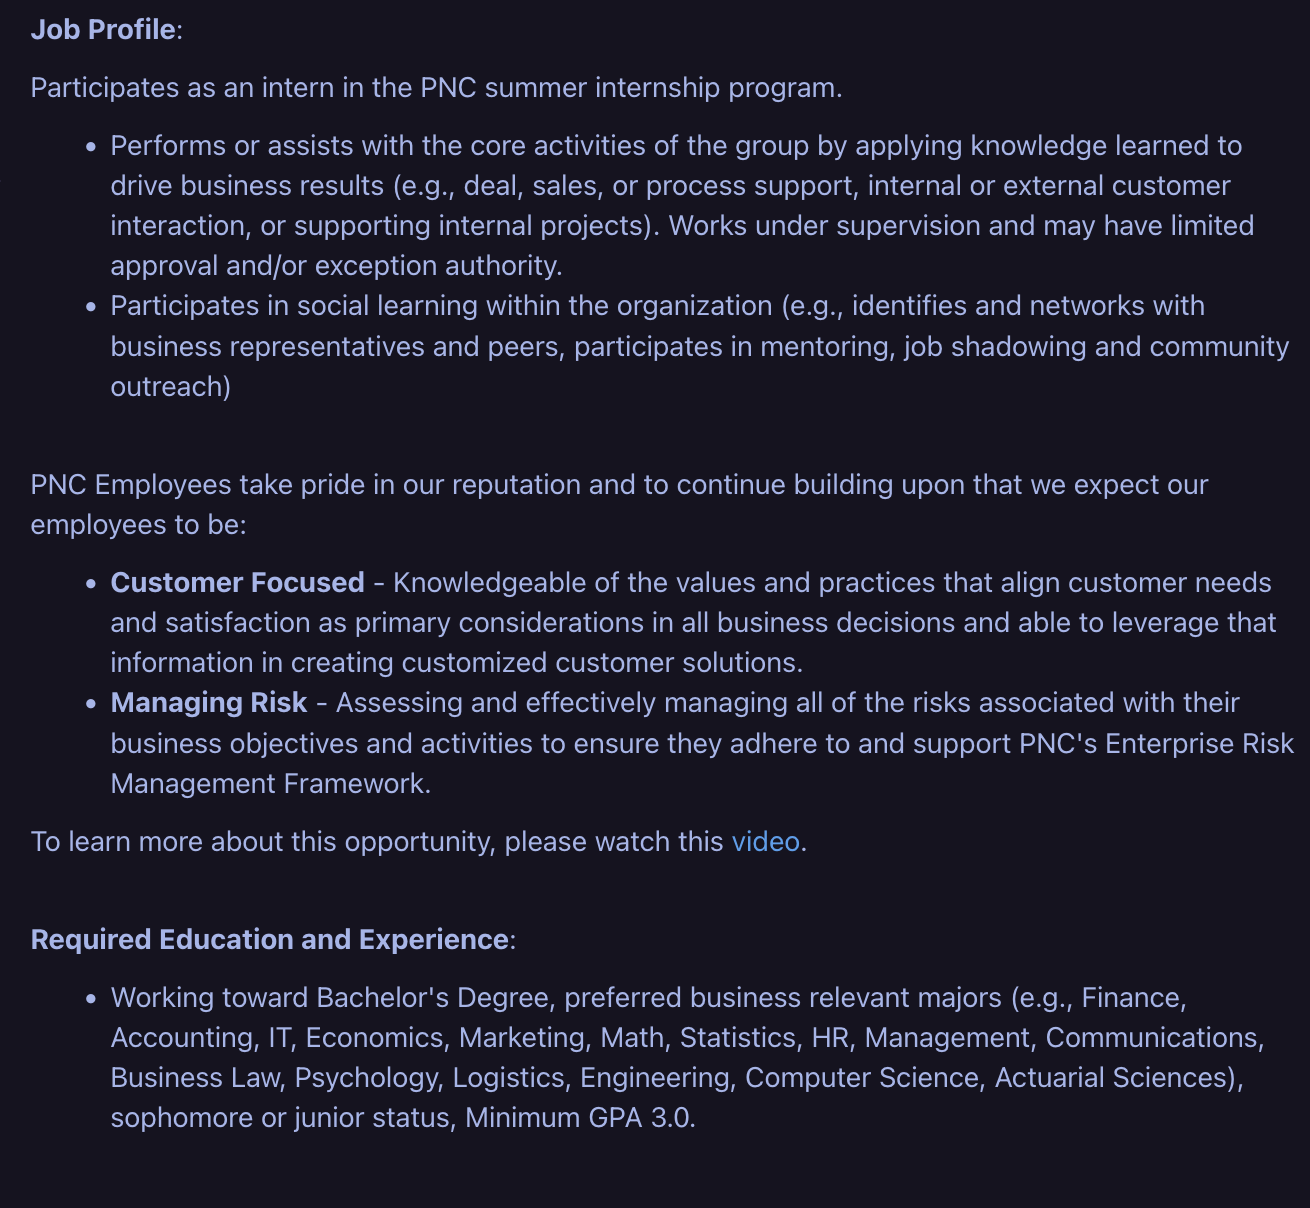 Job Profile:
Participates as an intern in the PNC summer internship program.
• Performs or assists with the core activities of the group by applying knowledge learned to
drive business results (e.g., deal, sales, or process support, internal or external customer
interaction, or supporting internal projects). Works under supervision and may have limited
approval and/or exception authority.
• Participates in social learning within the organization (e.g., identifies and networks with
business representatives and peers, participates in mentoring, job shadowing and community
outreach)
PNC Employees take pride in our reputation and to continue building upon that we expect our
employees to be:
• Customer Focused - Knowledgeable of the values and practices that align customer needs
and satisfaction as primary considerations in all business decisions and able to leverage that
information in creating customized customer solutions.
• Managing Risk - Assessing and effectively managing all of the risks associated with their
business objectives and activities to ensure they adhere to and support PNC's Enterprise Risk
Management Framework.
To learn more about this opportunity, please watch this video.
Required Education and Experience:
• Working toward Bachelor's Degree, preferred business relevant majors (e.g., Finance,
Accounting, IT, Economics, Marketing, Math, Statistics, HR, Management, Communications,
Business Law, Psychology, Logistics, Engineering, Computer Science, Actuarial Sciences),
sophomore or junior status, Minimum GPA 3.0.